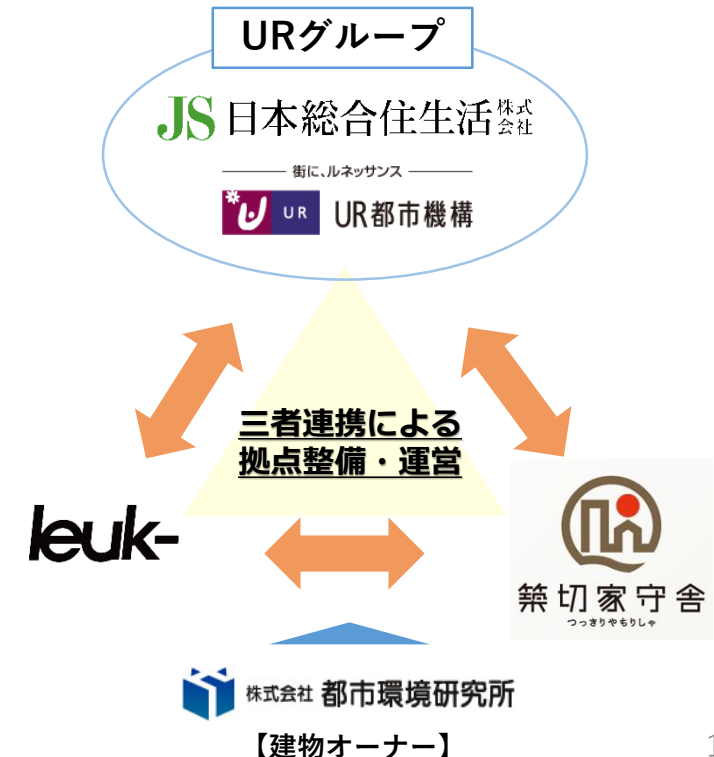 URグループ
JS 日本総合住生活 株式会社
街に、ルネッサンス
UR UR都市機構
三者連携による
拠点整備・運営
leuk-
築切家守舎
つっきりやもりしゃ
株式会社 都市環境研究所
【建物オーナー】
1